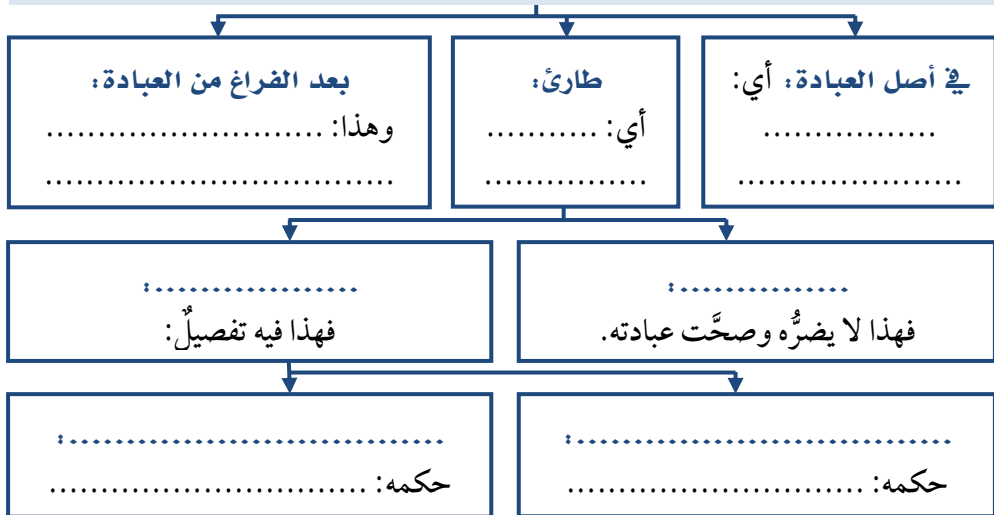 في أصل العبادة: أي:
.................
......................
طارئ:
أي: ...........
................
بعد الفراغ من العبادة:
وهذا: ...........................
..................................
...............:
فهذا لا يضرُّه وصحَّت عبادته.
...................:
فهذا فيه تفصيلٌ:
..................................:
حكمه: .............................
..................................:
حكمه: ...............................